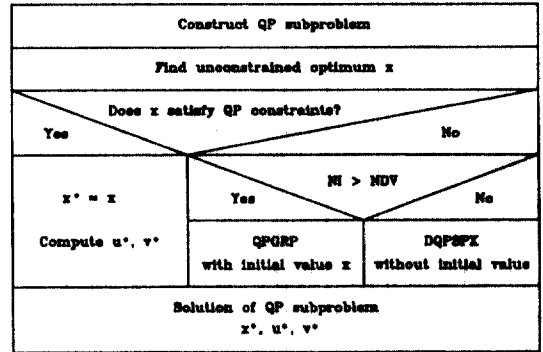 Construct QP subproblem
Find unconstrained optimum x
Does x satisfy QP constraints?
Yes
No
NI > NDV
Yes
No
x* = x
Compute u*, v*
QPGRP
with initial value x
DQPSPX
without initial value
Solution of QP subproblem
x*, u*, v*